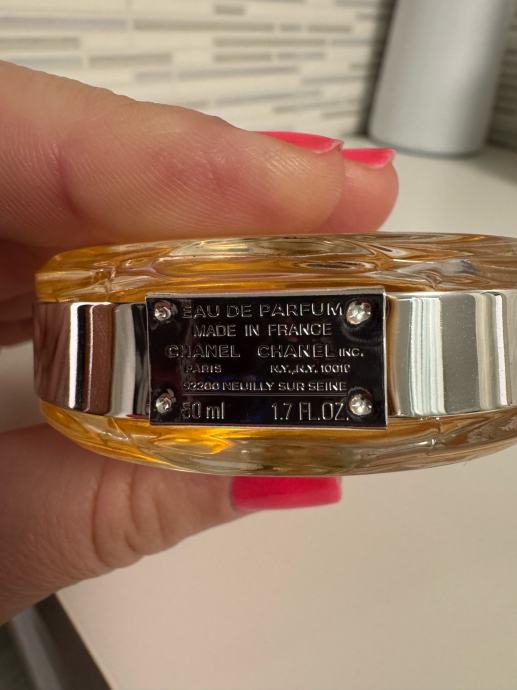 EAU DE PARFUM
MADE IN FRANCE
CHANEL CHANEL INC.
PARIS N.Y.,N.Y. 10019
92200 NEUILLY SUR SEINE
50 ml 1.7 FL.OZ.